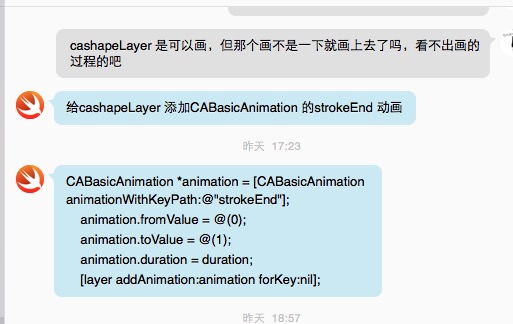 cashapeLayer 是可以画，但那个画不是一下就画上去了吗，看不出画的
过程的吧
给cashapeLayer 添加CABasicAnimation 的strokeEnd 动画
昨天 17:23
CABasicAnimation *animation = [CABasicAnimation
animationWithKeyPath:@"strokeEnd"];
animation.fromValue = @(0);
animation.toValue = @(1);
animation.duration = duration;
[layer addAnimation:animation forKey:nil];
昨天 18:57